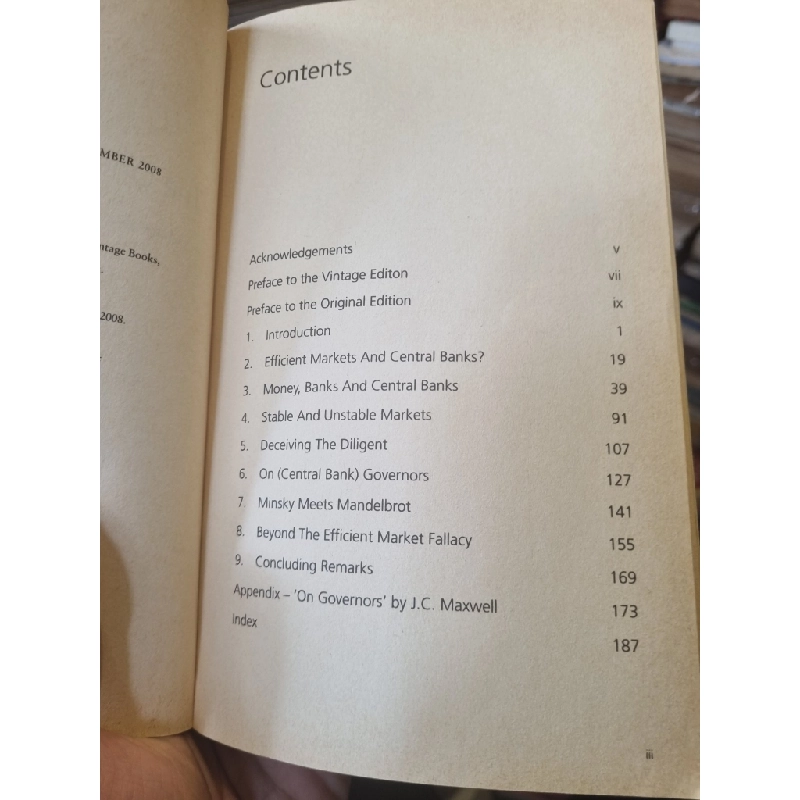 MBER 2008
ntage Books,
2008.
Contents
Acknowledgements v
Preface to the Vintage Editon vii
Preface to the Original Edition ix
1. Introduction 1
2. Efficient Markets And Central Banks? 19
3. Money, Banks And Central Banks 39
4. Stable And Unstable Markets 91
5. Deceiving The Diligent 107
6. On (Central Bank) Governors 127
7. Minsky Meets Mandelbrot 141
8. Beyond The Efficient Market Fallacy 155
9. Concluding Remarks 169
Appendix – ‘On Governors’ by J.C. Maxwell 173
Index 187
iii